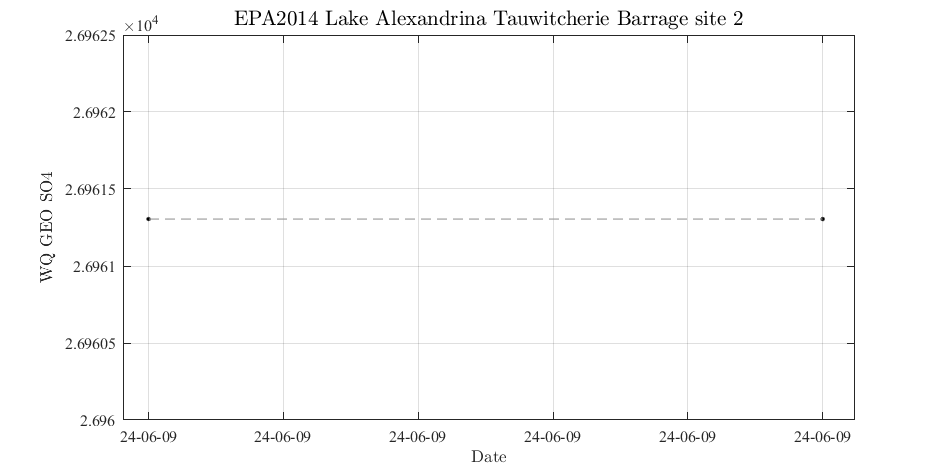 EPA2014 Lake Alexandrina Tauwitcherie Barrage site 2
×10⁴
2.69625
2.6962
2.69615
2.6961
2.69605
2.696
WQ GEO SO4
24-06-09 24-06-09 24-06-09 24-06-09 24-06-09 24-06-09
Date